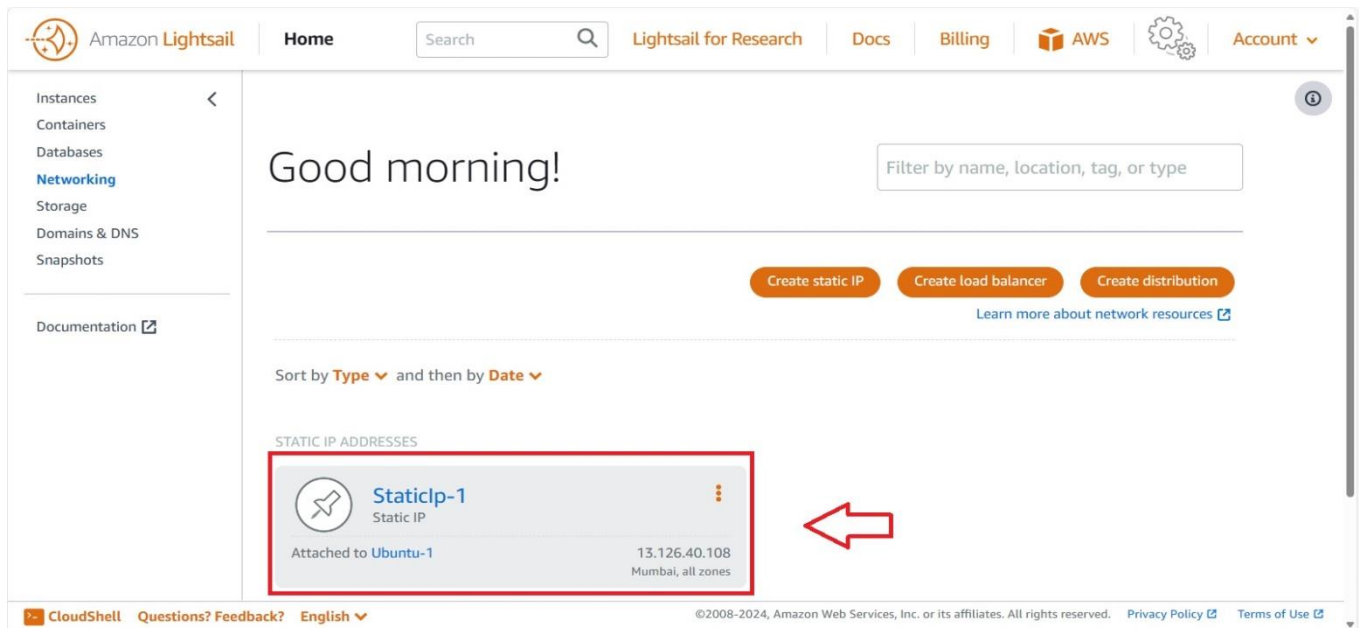 Amazon Lightsail Home Search Lightsail for Research Docs Billing AWS Account
Instances
Containers
Databases
Networking
Storage
Domains & DNS
Snapshots
Documentation
Good morning!
Filter by name, location, tag, or type
Create static IP Create load balancer Create distribution
Learn more about network resources
Sort by Type and then by Date
STATIC IP ADDRESSES
StaticIp-1
Static IP
Attached to Ubuntu-1 13.126.40.108
Mumbai, all zones
CloudShell Questions? Feedback? English ©2008-2024, Amazon Web Services, Inc. or its affiliates. All rights reserved. Privacy Policy Terms of Use